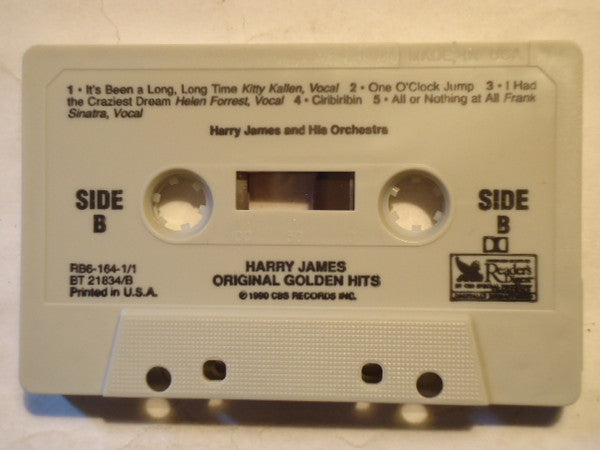 MADE IN U.S.A.
1 • It's Been a Long, Long Time Kitty Kallen, Vocal 2 • One O'Clock Jump 3 • I Had
the Craziest Dream Helen Forrest, Vocal 4 • Ciribiribin 5 • All or Nothing at All Frank
Sinatra, Vocal
Harry James and His Orchestra
SIDE
B
SIDE
B
RB6-164-1/1
BT 21834/B
Printed in U.S.A.
HARRY JAMES
ORIGINAL GOLDEN HITS
© 1990 CBS RECORDS INC.
Reader's
Digest